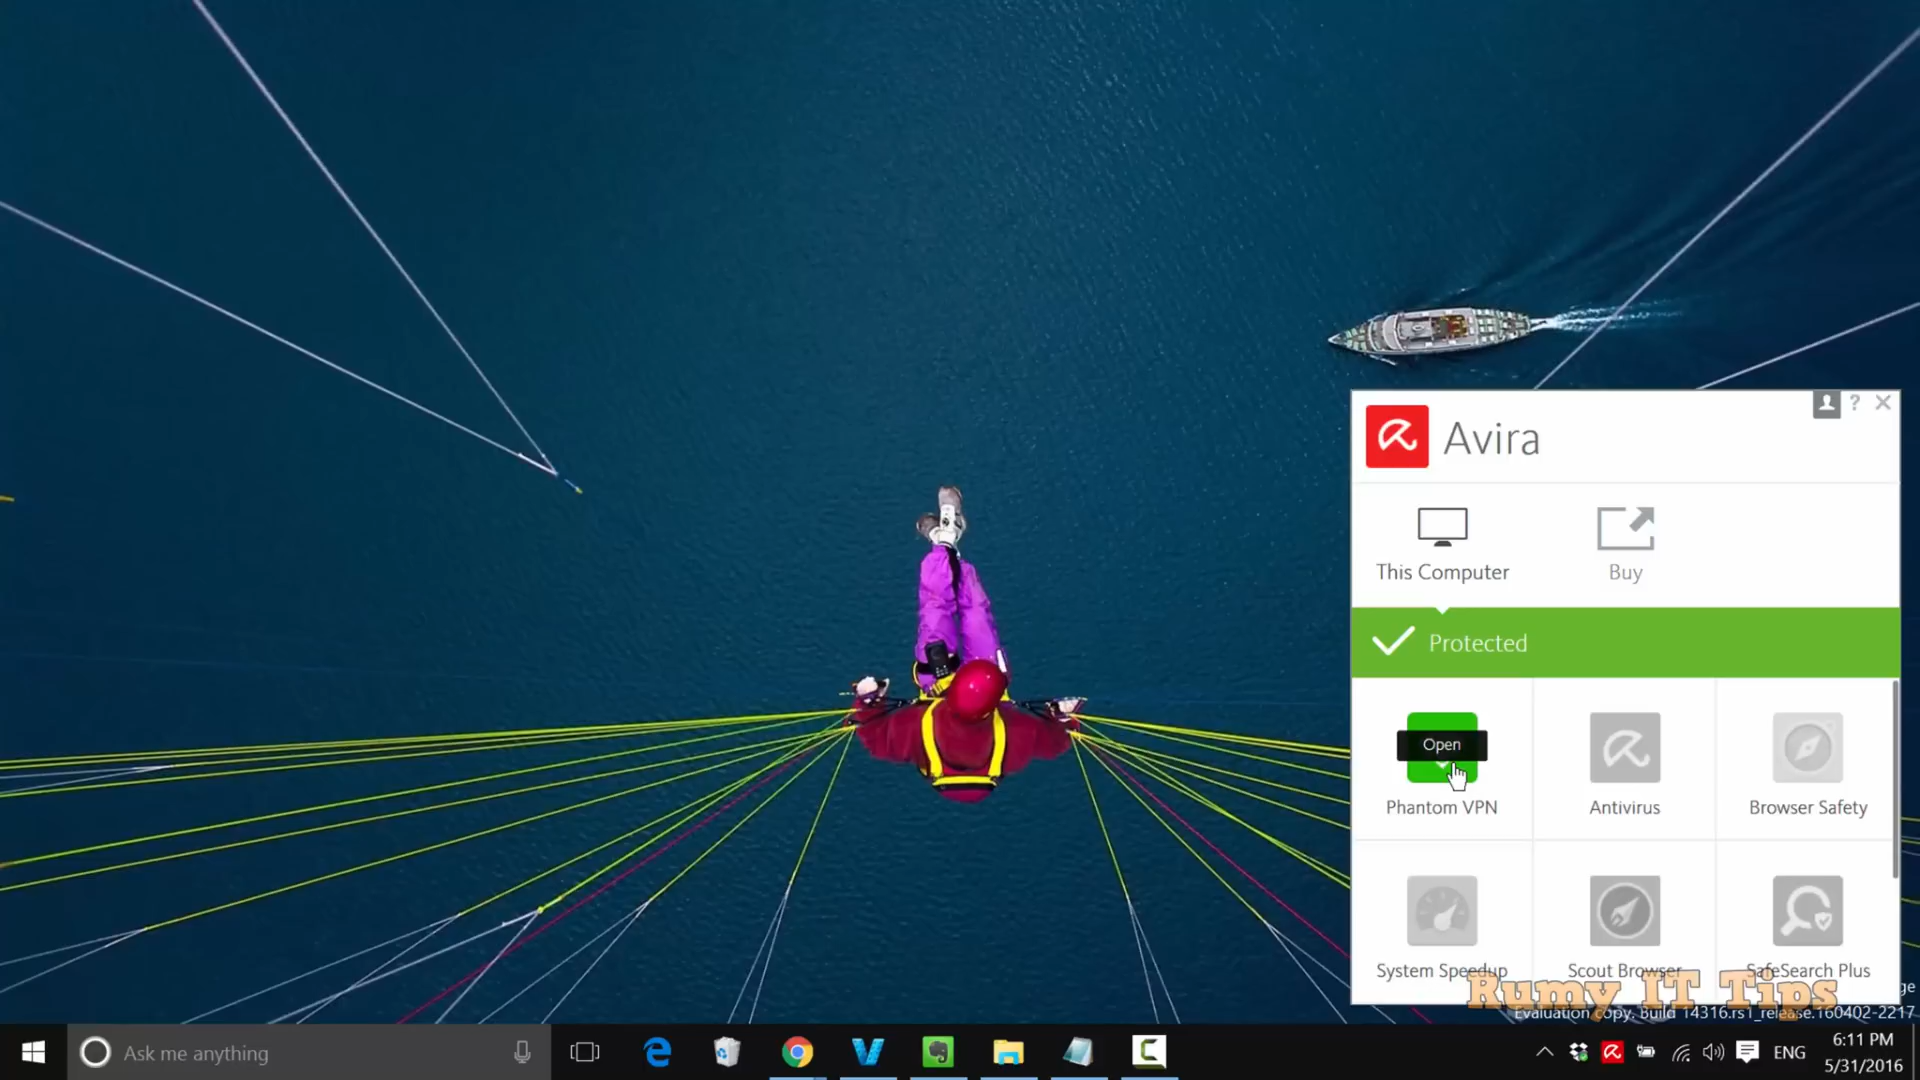 Avira
?
This Computer
Buy
Protected
Open
Phantom VPN
Antivirus
Browser Safety
System Speedup
Scout Browser
SafeSearch Plus
Rumy IT Tips
Evaluation copy. Build 14316.rs1_release.160402-2217
Ask me anything
ENG
6:11 PM
5/31/2016